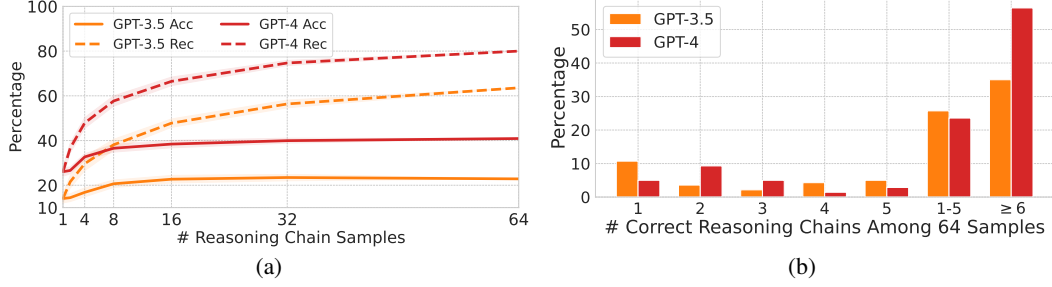 100
80
60
40
20
10
Percentage
GPT-3.5 Acc
GPT-3.5 Rec
GPT-4 Acc
GPT-4 Rec
1 4 8 16 32 64
# Reasoning Chain Samples
(a)
50
40
30
20
10
0
Percentage
GPT-3.5
GPT-4
1 2 3 4 5 1-5 ≥ 6
# Correct Reasoning Chains Among 64 Samples
(b)